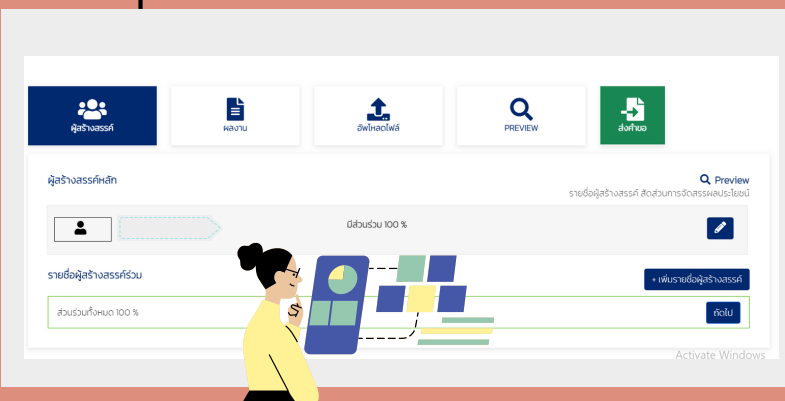 ผู้สร้างสรรค์
ผลงาน
อัพโหลดไฟล์
PREVIEW
ส่งคำขอ
ผู้สร้างสรรค์หลัก
Preview
รายชื่อผู้สร้างสรรค์ สัดส่วนการจัดสรรผลประโยชน์
มีส่วนร่วม 100 %
รายชื่อผู้สร้างสรรค์ร่วม
+ เพิ่มรายชื่อผู้สร้างสรรค์
ส่วนร่วมทั้งหมด 100 %
ถัดไป
Activate Windows